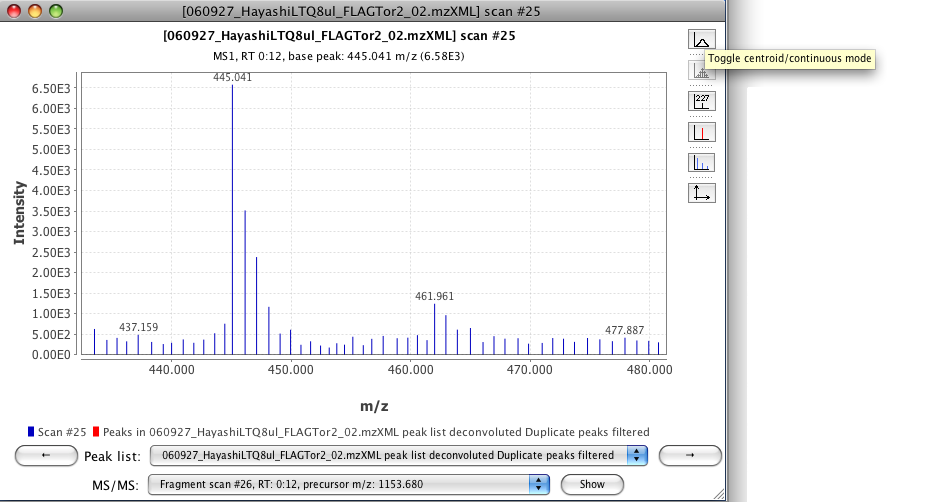 [060927_HayashiLTQ8ul_FLAGTor2_02.mzXML] scan #25
[060927_HayashiLTQ8ul_FLAGTor2_02.mzXML] scan #25
MS1, RT 0:12, base peak: 445.041 m/z (6.58E3)
Toggle centroid/continuous mode
227
445.041
461.961
437.159
477.887
Intensity
6.50E3
6.00E3
5.50E3
5.00E3
4.50E3
4.00E3
3.50E3
3.00E3
2.50E3
2.00E3
1.50E3
1.00E3
5.00E2
0.00E0
440.000 450.000 460.000 470.000 480.000
m/z
Scan #25 Peaks in 060927_HayashiLTQ8ul_FLAGTor2_02.mzXML peak list deconvoluted Duplicate peaks filtered
← Peak list: 060927_HayashiLTQ8ul_FLAGTor2_02.mzXML peak list deconvoluted Duplicate peaks filtered →
MS/MS: Fragment scan #26, RT: 0:12, precursor m/z: 1153.680 Show